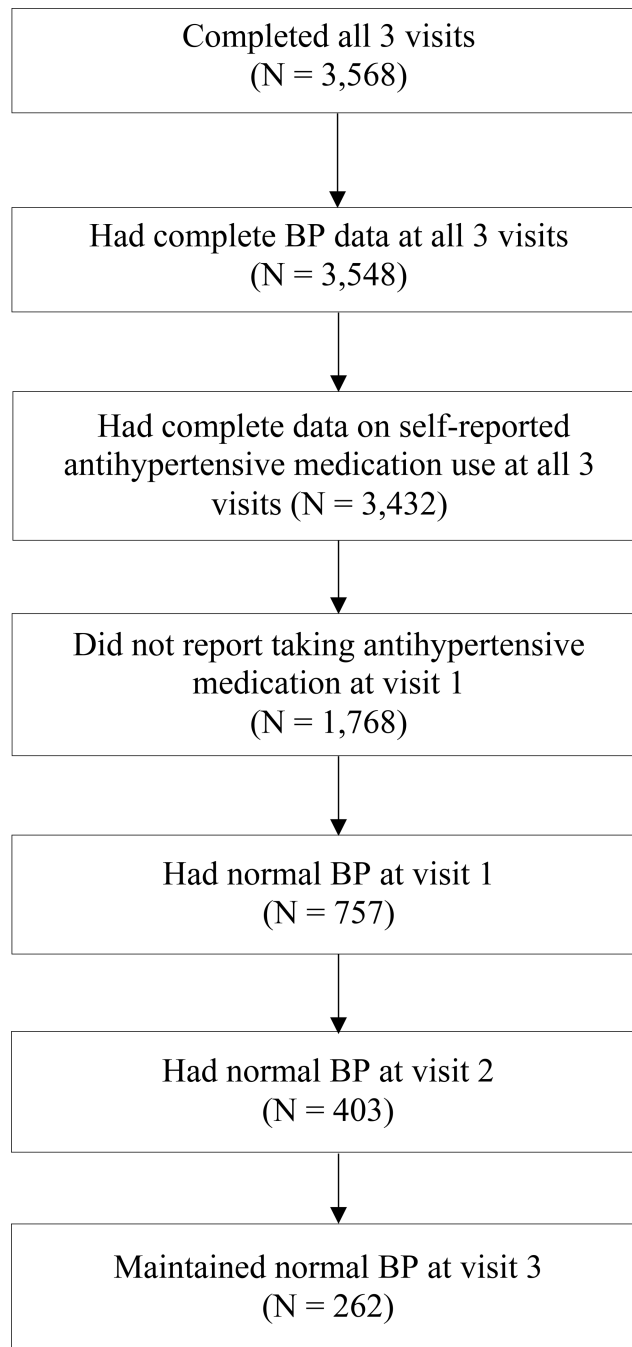 Completed all 3 visits
(N = 3,568)
Had complete BP data at all 3 visits
(N = 3,548)
Had complete data on self-reported
antihypertensive medication use at all 3
visits (N = 3,432)
Did not report taking antihypertensive
medication at visit 1
(N = 1,768)
Had normal BP at visit 1
(N = 757)
Had normal BP at visit 2
(N = 403)
Maintained normal BP at visit 3
(N = 262)